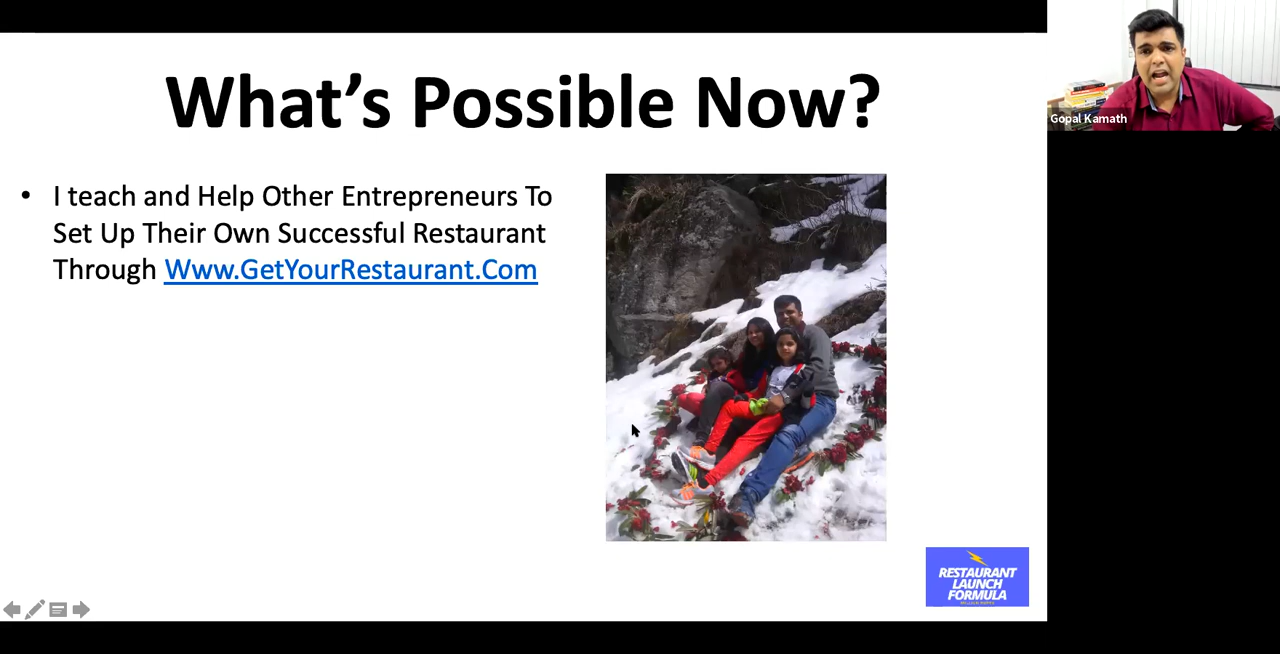 What's Possible Now?
• I teach and Help Other Entrepreneurs To
Set Up Their Own Successful Restaurant
Through Www.GetYourRestaurant.Com
Gopal Kamath
RESTAURANT
LAUNCH
FORMULA